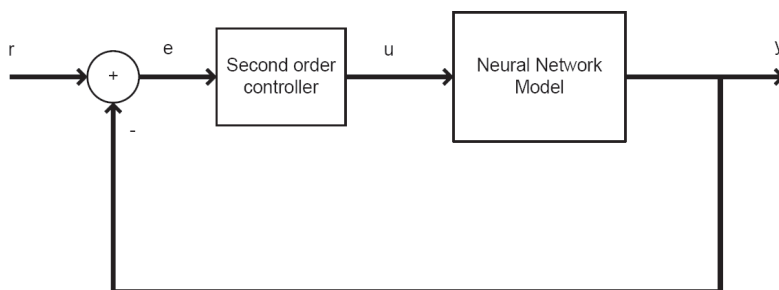 r
+
-
e
Second order
controller
u
Neural Network
Model
y